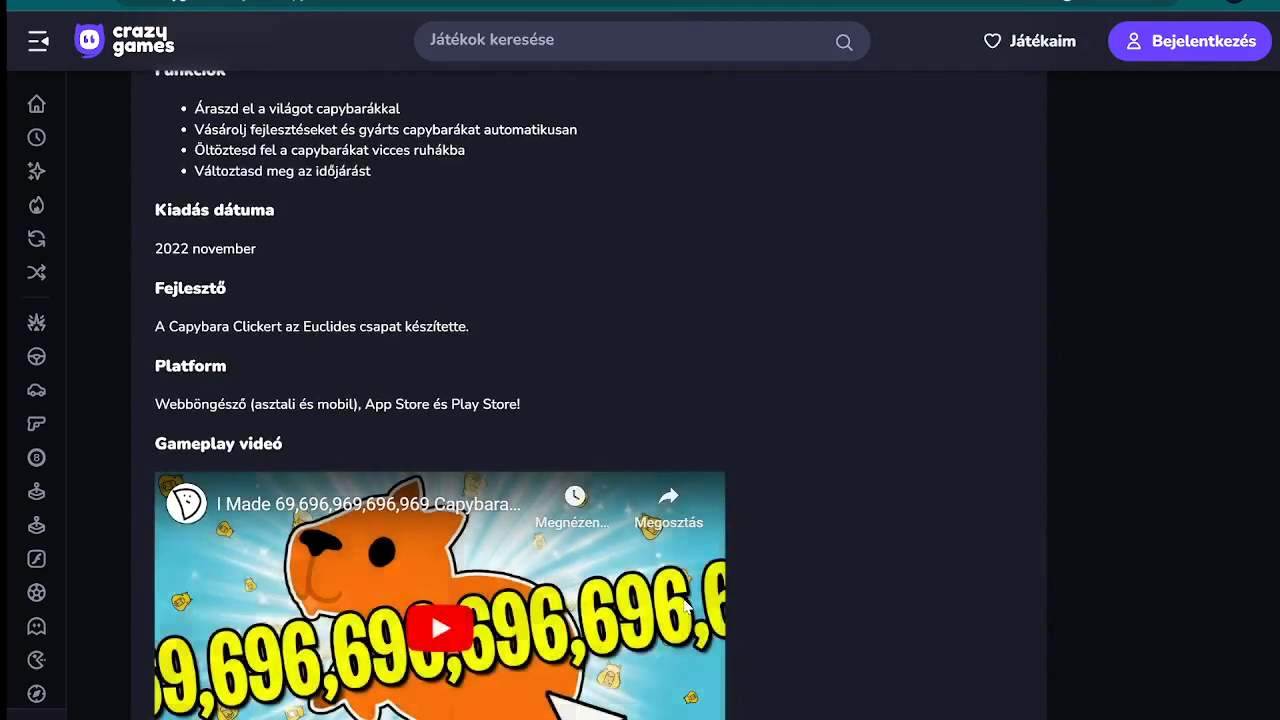 crazy
games
Játékok keresése
Játékaim
Bejelentkezés
Funkciók
Áraszd el a világot capybarákkal
Vásárolj fejlesztéseket és gyárts capybarákat automatikusan
Öltöztesd fel a capybarákat vicces ruhákba
Változtasd meg az időjárást
Kiadás dátuma
2022 november
Fejlesztő
A Capybara Clickert az Euclides csapat készítette.
Platform
Webböngésző (asztali és mobil), App Store és Play Store!
Gameplay videó
I Made 69,696,969,696,969 Capybara...
Megnézen...
Megosztás
8